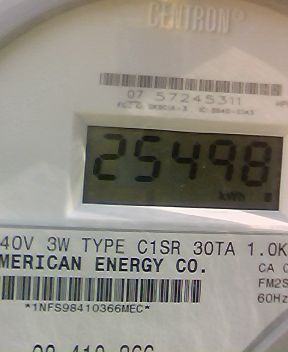 CENTRON®
07 57245311
25498
kWh
40V 3W TYPE C1SR 30TA 1.0K
MERICAN ENERGY CO. CA 0
FM2S
*1NFS98410366MEC* 60Hz